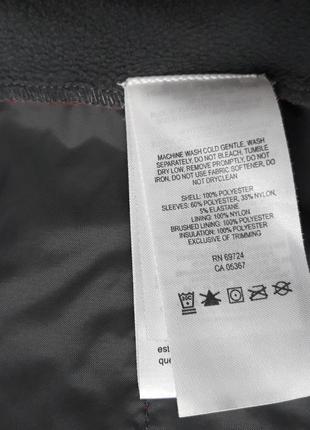 MACHINE WASH COLD GENTLE, WASH
SEPARATELY, DO NOT BLEACH, TUMBLE
DRY LOW, REMOVE PROMPTLY, DO NOT
IRON, DO NOT USE FABRIC SOFTENER, DO
NOT DRYCLEAN
SHELL: 100% POLYESTER
SLEEVES: 60% POLYESTER, 35% NYLON,
5% ELASTANE
LINING: 100% NYLON
BRUSHED LINING: 100% POLYESTER
INSULATION: 100% POLYESTER
EXCLUSIVE OF TRIMMING
RN 69724
CA 05367
est
que